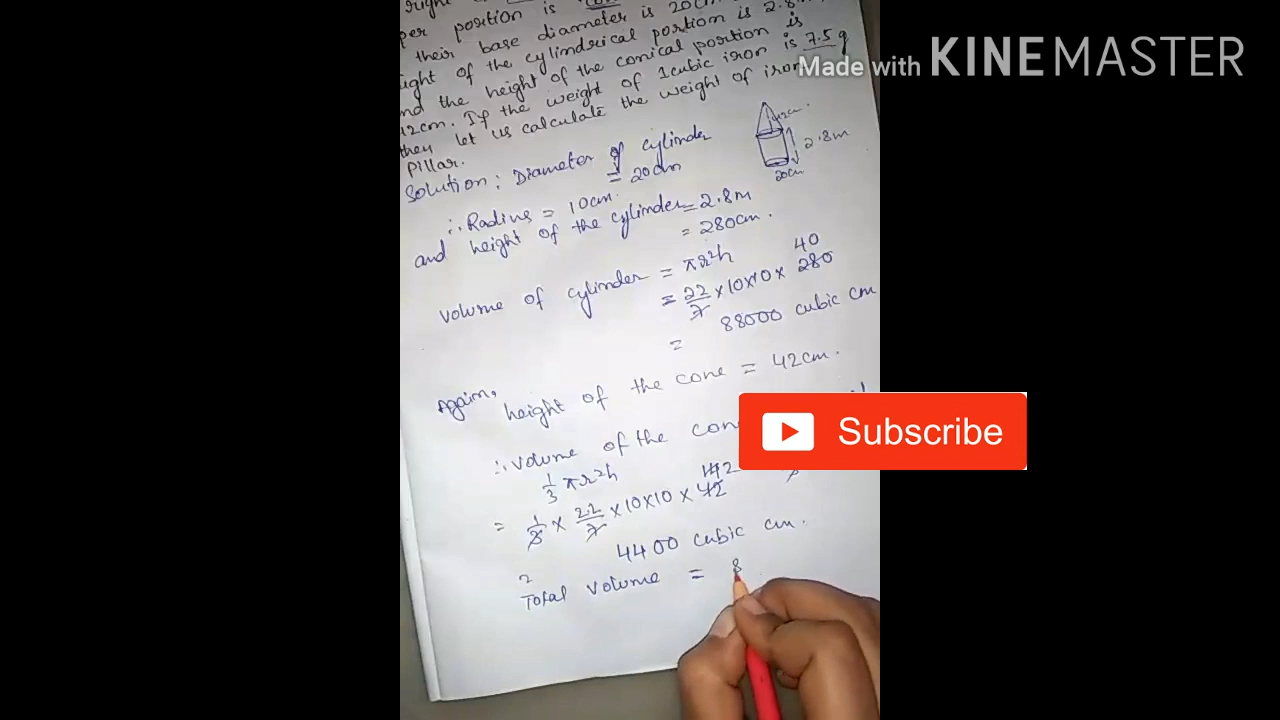 right
per portion is
their base diameter is 20cm
ight of the cylindrical portion is 2.8
nd the height of the conical portion is
42cm. If the weight of 1 cubic iron is 7.5 g
then let us calculate the weight of iron
Pillar.
Made with KINEMASTER
42cm.
2.8m
20cm
Solution: Diameter of cylinder
= 20cm
∴ Radius = 10cm.
and height of the cylinder = 2.8m
= 280cm.
Volume of cylinder = πr²h
= 22/7 × 10 × 10 × 280
40
= 88000 cubic cm
Again, height of the cone = 42cm.
∴ Volume of the con
Subscribe
1/3 πr²h
= 1/3 × 22/7 × 10 × 10 × 42
14 2
4400 cubic cm.
Total volume = 8